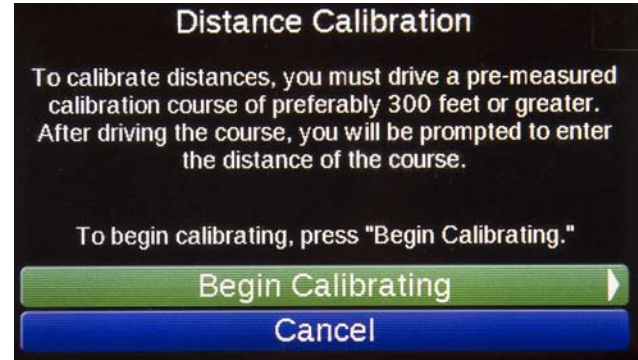 Distance Calibration
To calibrate distances, you must drive a pre-measured
calibration course of preferably 300 feet or greater.
After driving the course, you will be prompted to enter
the distance of the course.
To begin calibrating, press "Begin Calibrating."
Begin Calibrating
Cancel